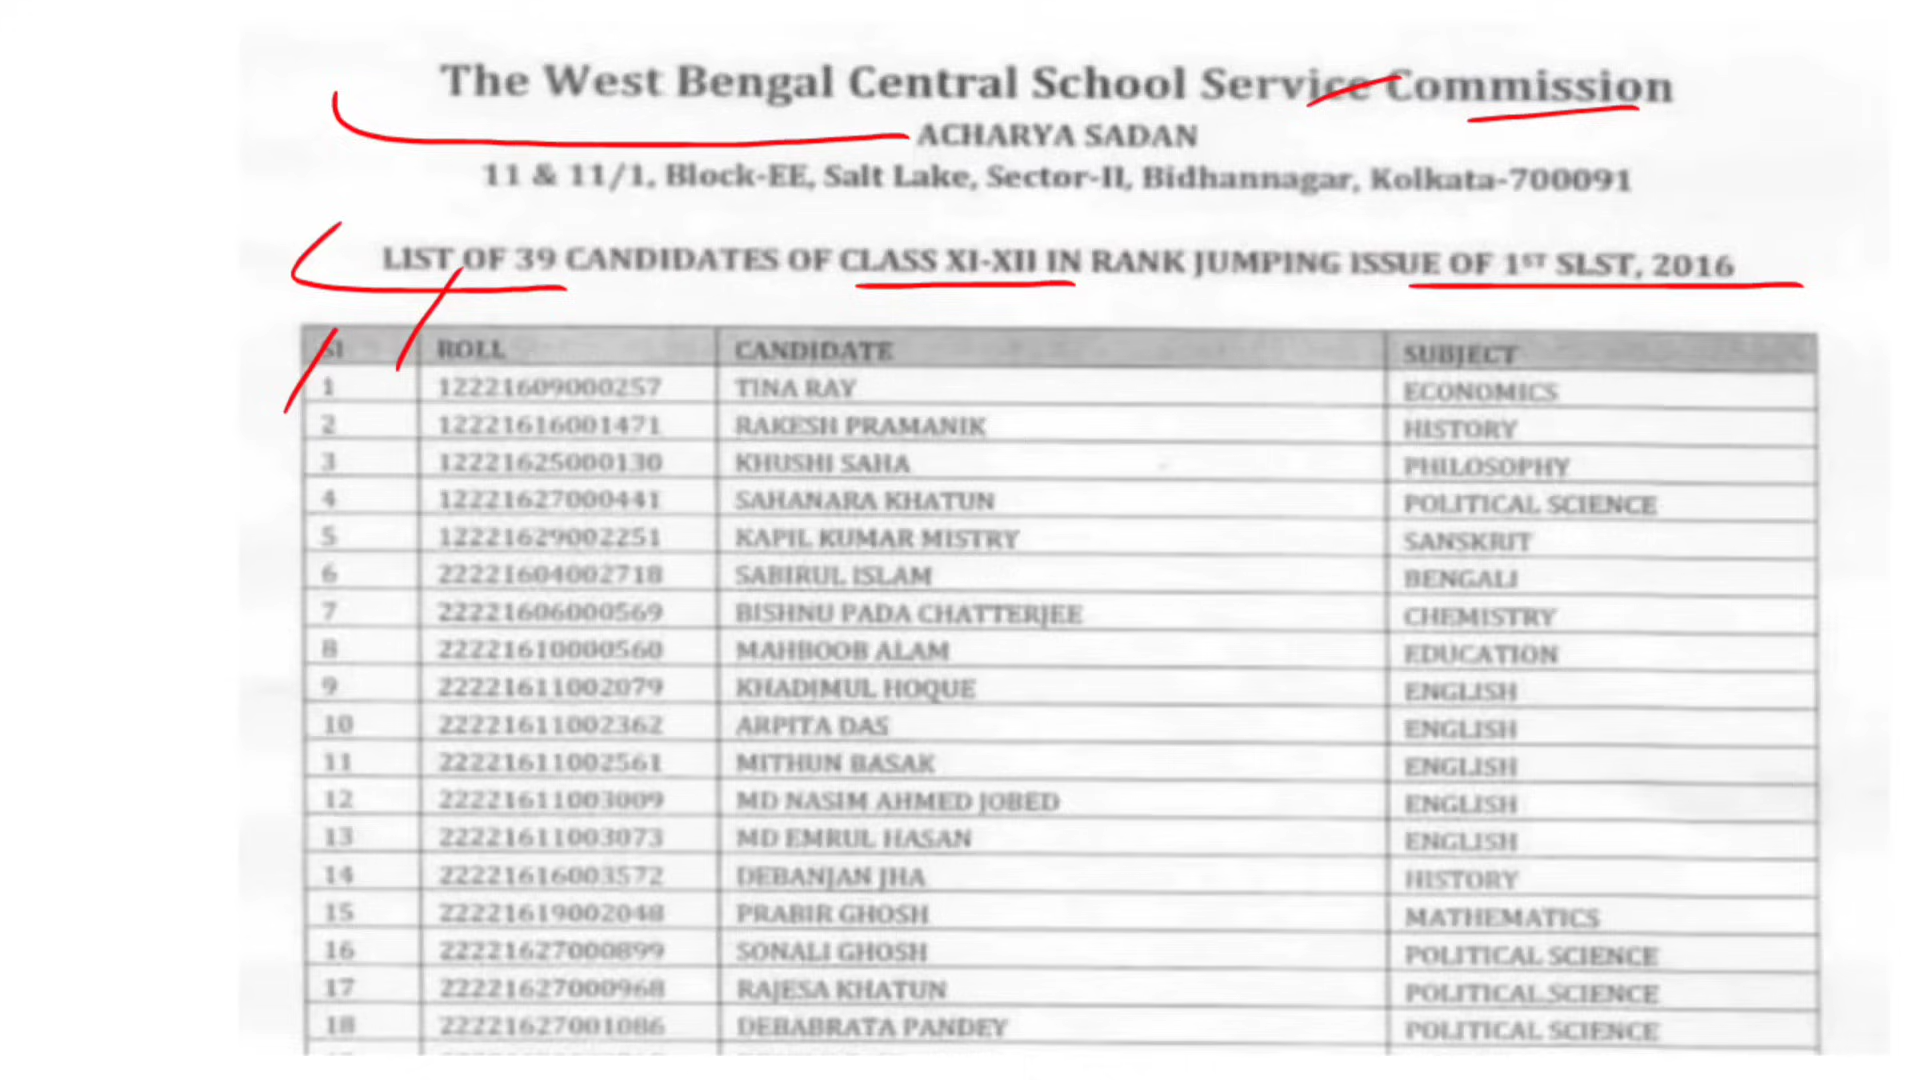 The West Bengal Central School Service Commission
ACHARYA SADAN
11 & 11/1, Block-EE, Salt Lake, Sector-II, Bidhannagar, Kolkata-700091
LIST OF 39 CANDIDATES OF CLASS XI-XII IN RANK JUMPING ISSUE OF 1ST SLST, 2016
Sl ROLL CANDIDATE SUBJECT
1 12221609000257 TINA RAY ECONOMICS
2 12221616001471 RAKESH PRAMANIK HISTORY
3 12221625000130 KHUSHI SAHA PHILOSOPHY
4 12221627000441 SAHANARA KHATUN POLITICAL SCIENCE
5 12221629002251 KAPIL KUMAR MISTRY SANSKRIT
6 22221604002718 SABIRUL ISLAM BENGALI
7 22221606000569 BISHNU PADA CHATTERJEE CHEMISTRY
8 22221610000560 MAHBOOB ALAM EDUCATION
9 22221611002079 KHADIMUL HOQUE ENGLISH
10 22221611002362 ARPITA DAS ENGLISH
11 22221611002561 MITHUN BASAK ENGLISH
12 22221611003009 MD NASIM AHMED JOBED ENGLISH
13 22221611003073 MD EMRUL HASAN ENGLISH
14 22221616003572 DEBANJAN JHA HISTORY
15 22221619002048 PRABIR GHOSH MATHEMATICS
16 22221627000899 SONALI GHOSH POLITICAL SCIENCE
17 22221627000968 RAJESA KHATUN POLITICAL SCIENCE
18 22221627001086 DEBABRATA PANDEY POLITICAL SCIENCE